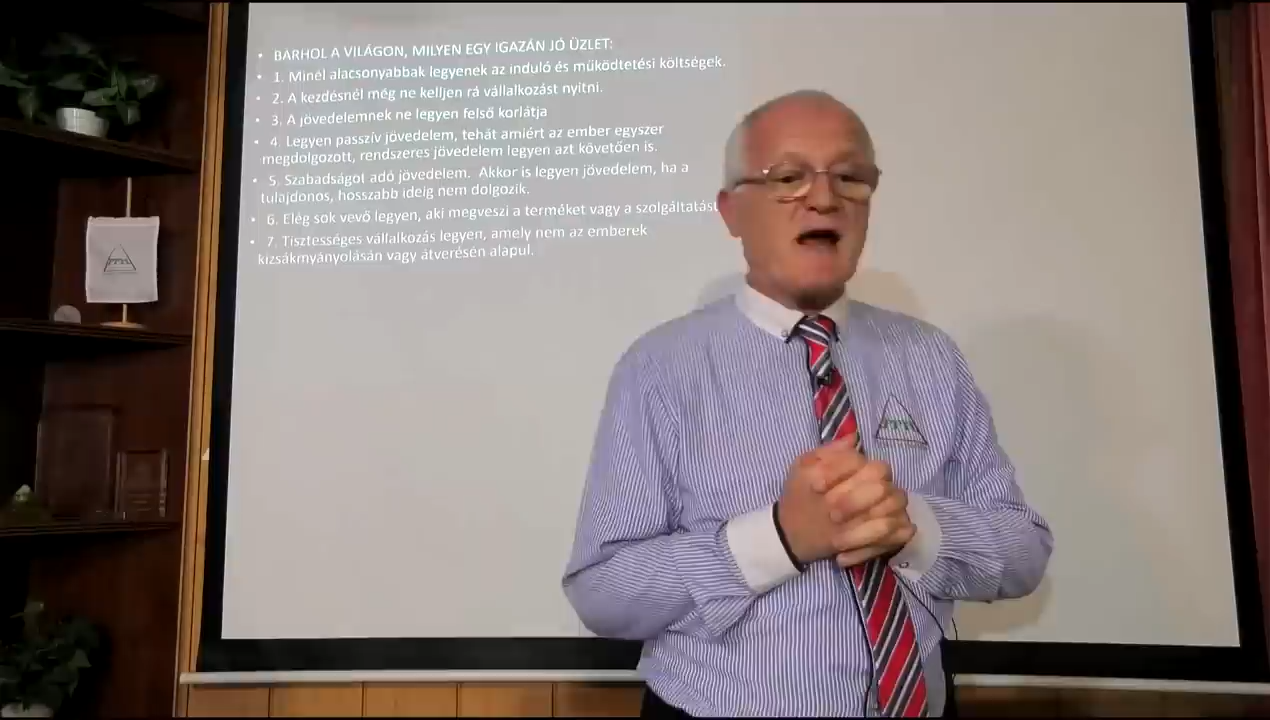 • BÁRHOL A VILÁGON, MILYEN EGY IGAZÁN JÓ ÜZLET:
• 1. Minél alacsonyabbak legyenek az induló és működtetési költségek.
• 2. A kezdésnél még ne kelljen rá vállalkozást nyitni.
• 3. A jövedelemnek ne legyen felső korlátja
• 4. Legyen passzív jövedelem, tehát amiért az ember egyszer
megdolgozott, rendszeres jövedelem legyen azt követően is.
• 5. Szabadságot adó jövedelem. Akkor is legyen jövedelem, ha a
tulajdonos, hosszabb ideig nem dolgozik.
• 6. Elég sok vevő legyen, aki megveszi a terméket vagy a szolgáltatást
• 7. Tisztességes vállalkozás legyen, amely nem az emberek
kizsákmányolásán vagy átverésén alapul.